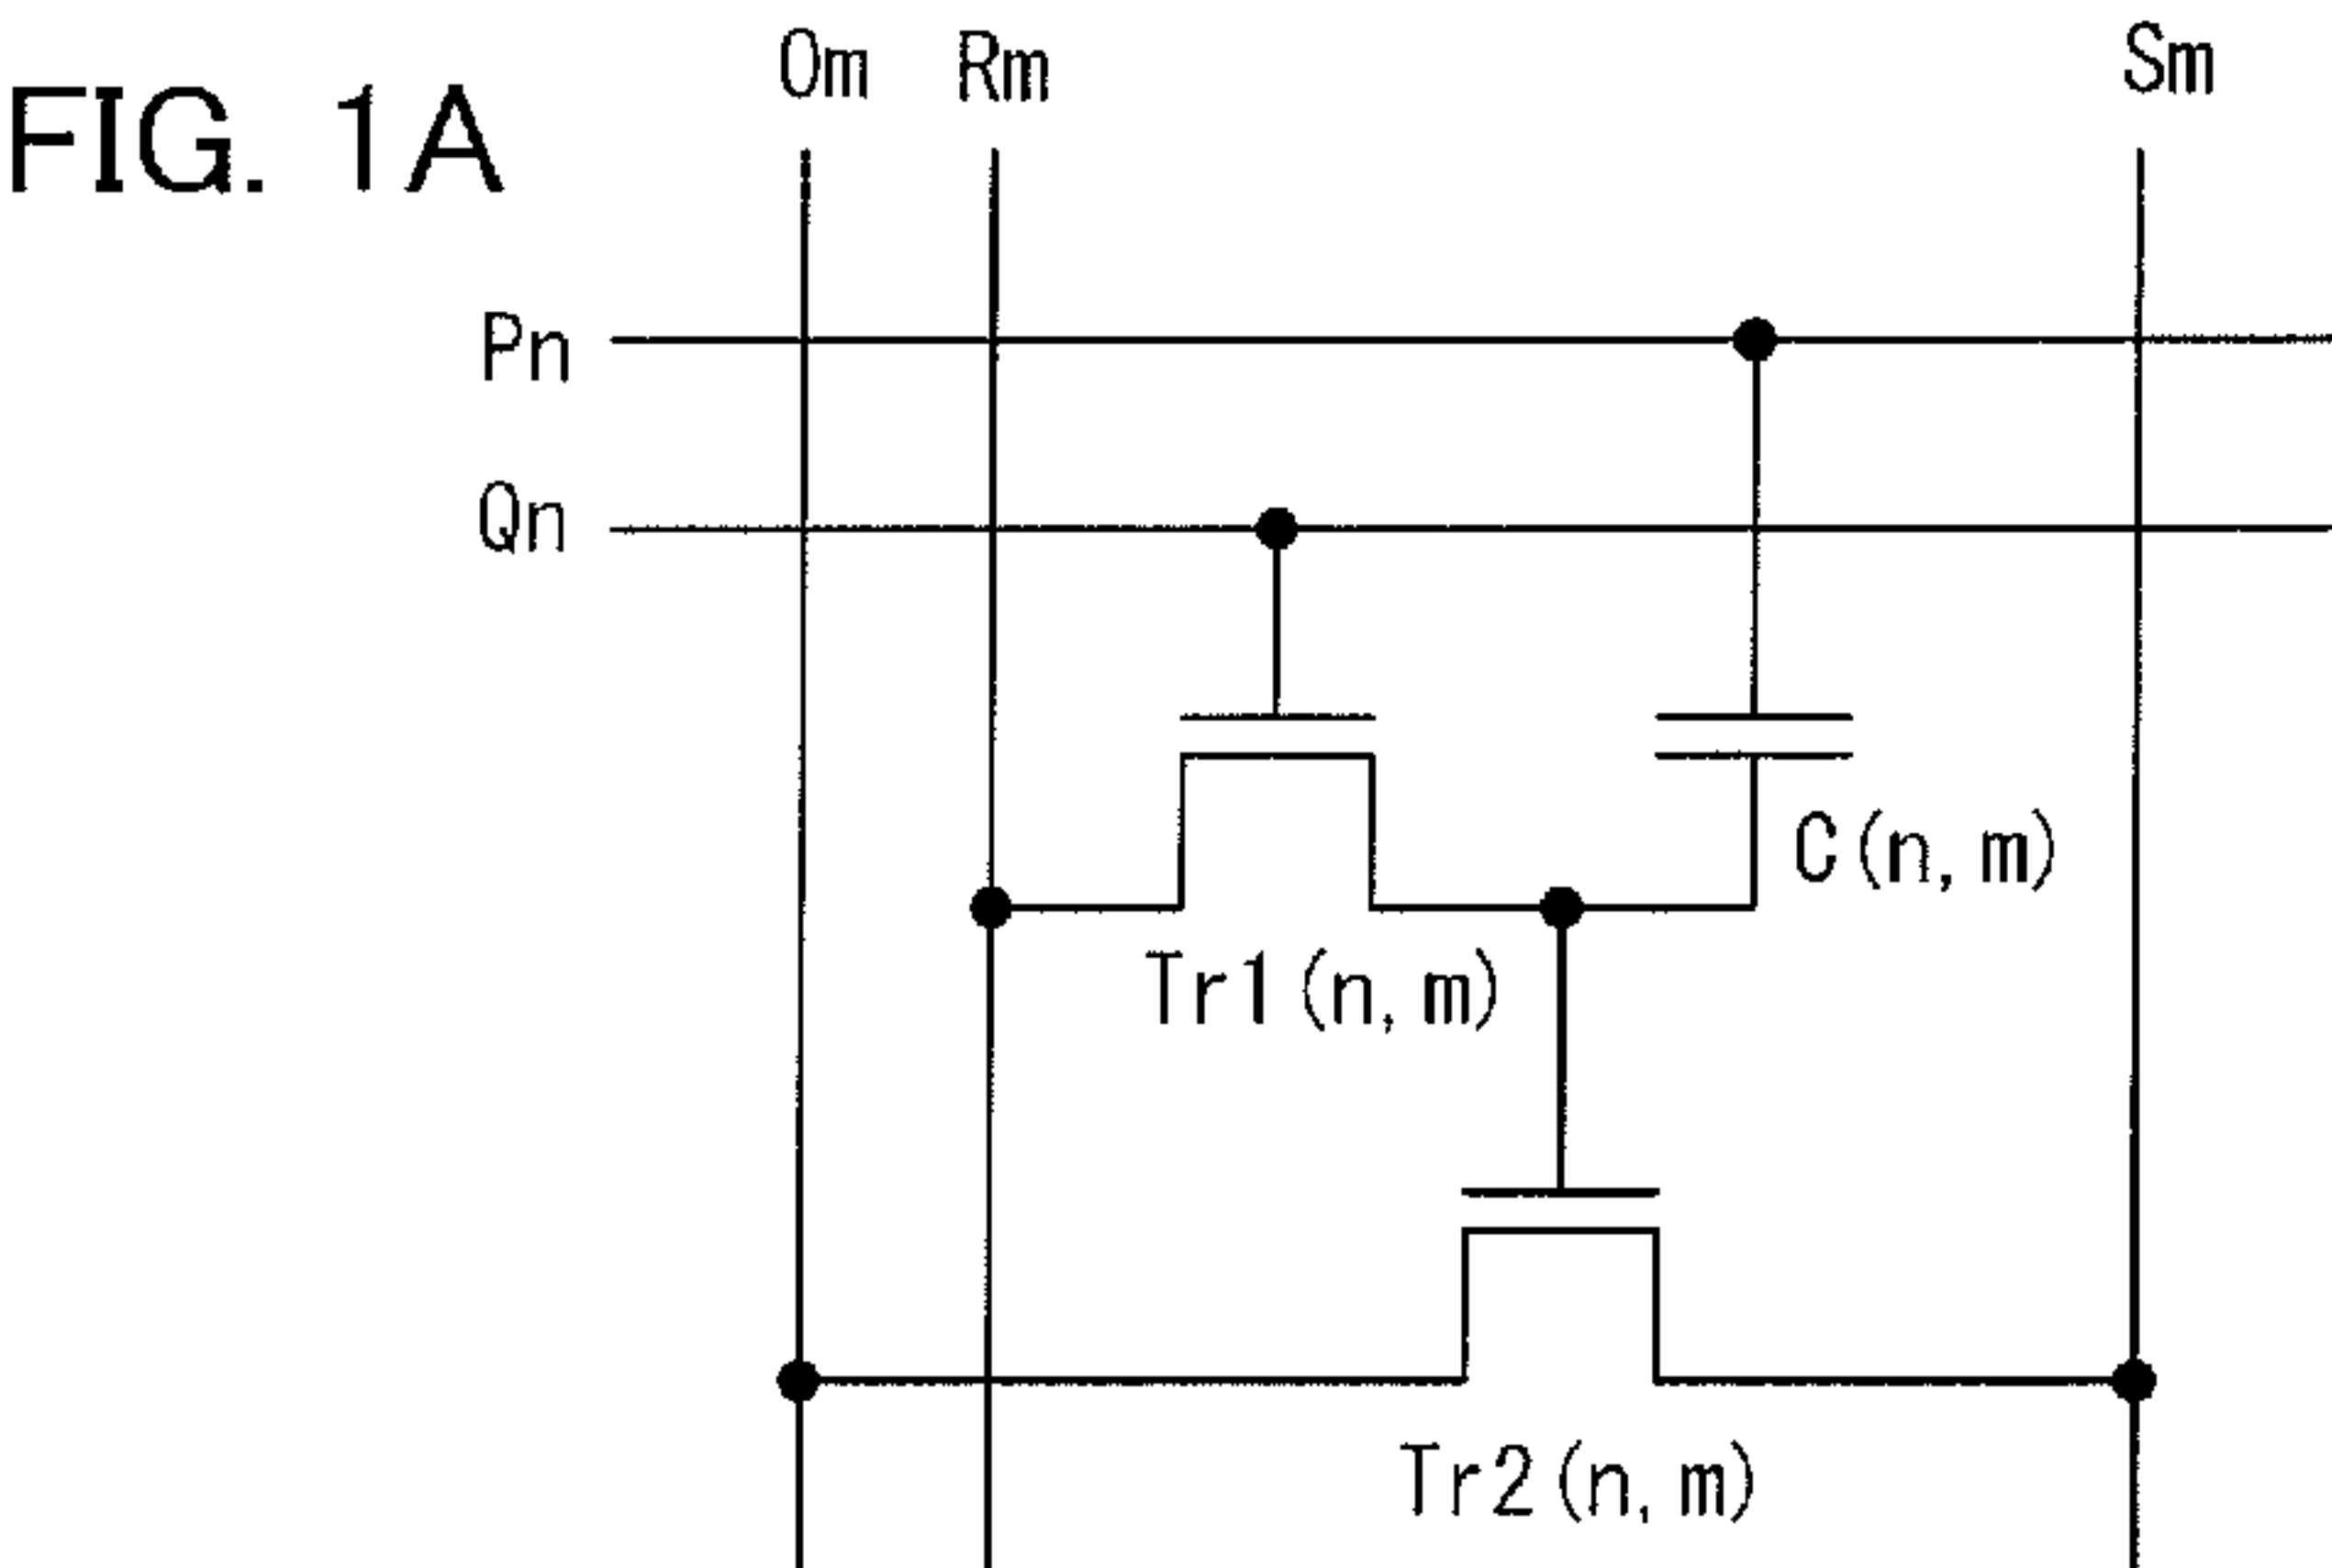 FIG. 1A
Om
Rm
Sm
Pn
Qn
C(n, m)
Tr1(n, m)
Tr2(n, m)